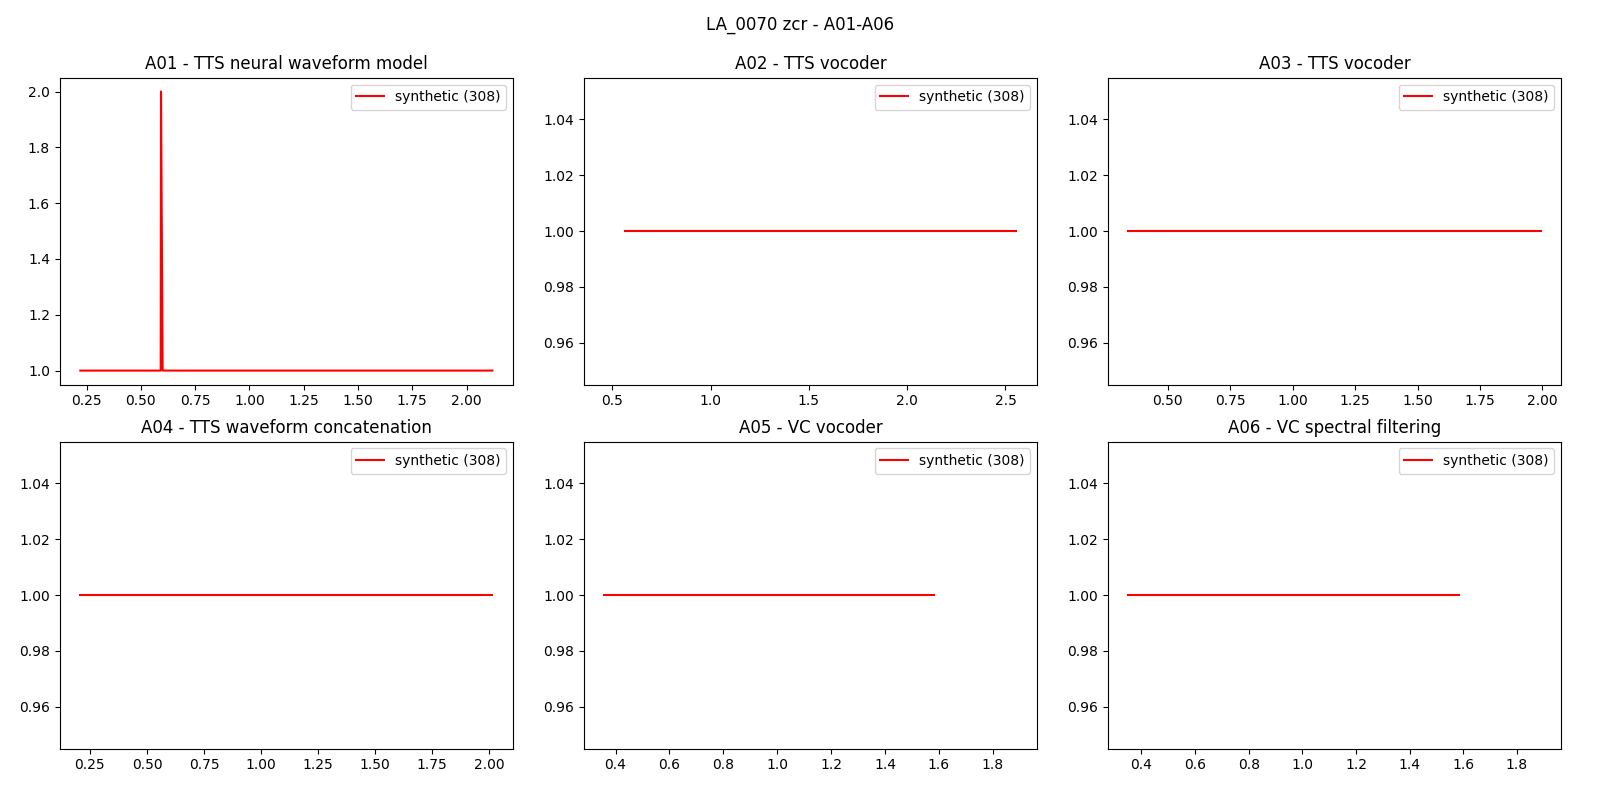 LA_0070 zcr - A01-A06
A01 - TTS neural waveform model
synthetic (308)
2.0
1.8
1.6
1.4
1.2
1.0
0.25 0.50 0.75 1.00 1.25 1.50 1.75 2.00
A02 - TTS vocoder
synthetic (308)
1.04
1.02
1.00
0.98
0.96
0.5 1.0 1.5 2.0 2.5
A03 - TTS vocoder
synthetic (308)
1.04
1.02
1.00
0.98
0.96
0.50 0.75 1.00 1.25 1.50 1.75 2.00
A04 - TTS waveform concatenation
synthetic (308)
1.04
1.02
1.00
0.98
0.96
0.25 0.50 0.75 1.00 1.25 1.50 1.75 2.00
A05 - VC vocoder
synthetic (308)
1.04
1.02
1.00
0.98
0.96
0.4 0.6 0.8 1.0 1.2 1.4 1.6 1.8
A06 - VC spectral filtering
synthetic (308)
1.04
1.02
1.00
0.98
0.96
0.4 0.6 0.8 1.0 1.2 1.4 1.6 1.8